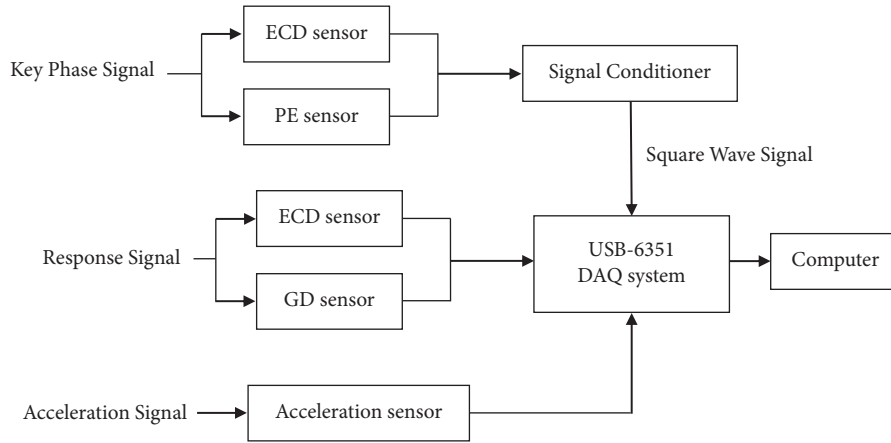 ECD sensor
Key Phase Signal
PE sensor
Signal Conditioner
Square Wave Signal
ECD sensor
Response Signal
GD sensor
USB-6351
DAQ system
Computer
Acceleration Signal
Acceleration sensor